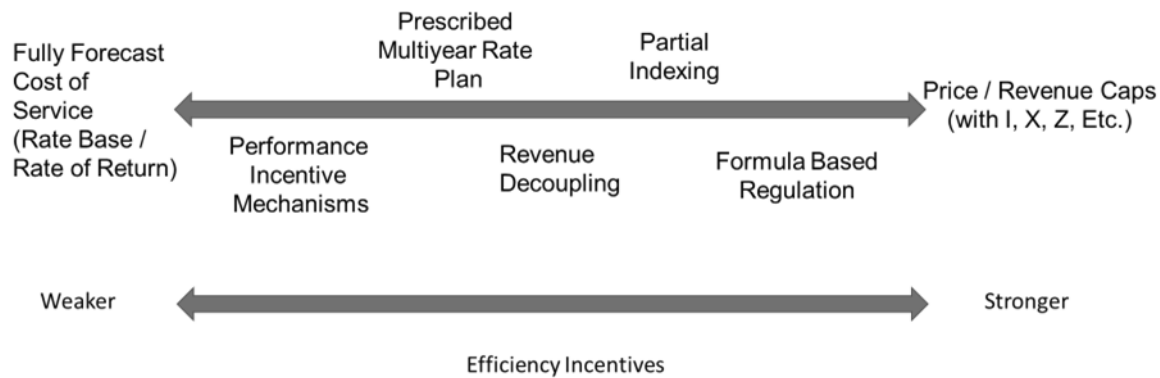 Fully Forecast
Cost of
Service
(Rate Base /
Rate of Return)
Prescribed
Multiyear Rate
Plan
Partial
Indexing
Price / Revenue Caps
(with I, X, Z, Etc.)
Performance
Incentive
Mechanisms
Revenue
Decoupling
Formula Based
Regulation
Weaker
Stronger
Efficiency Incentives